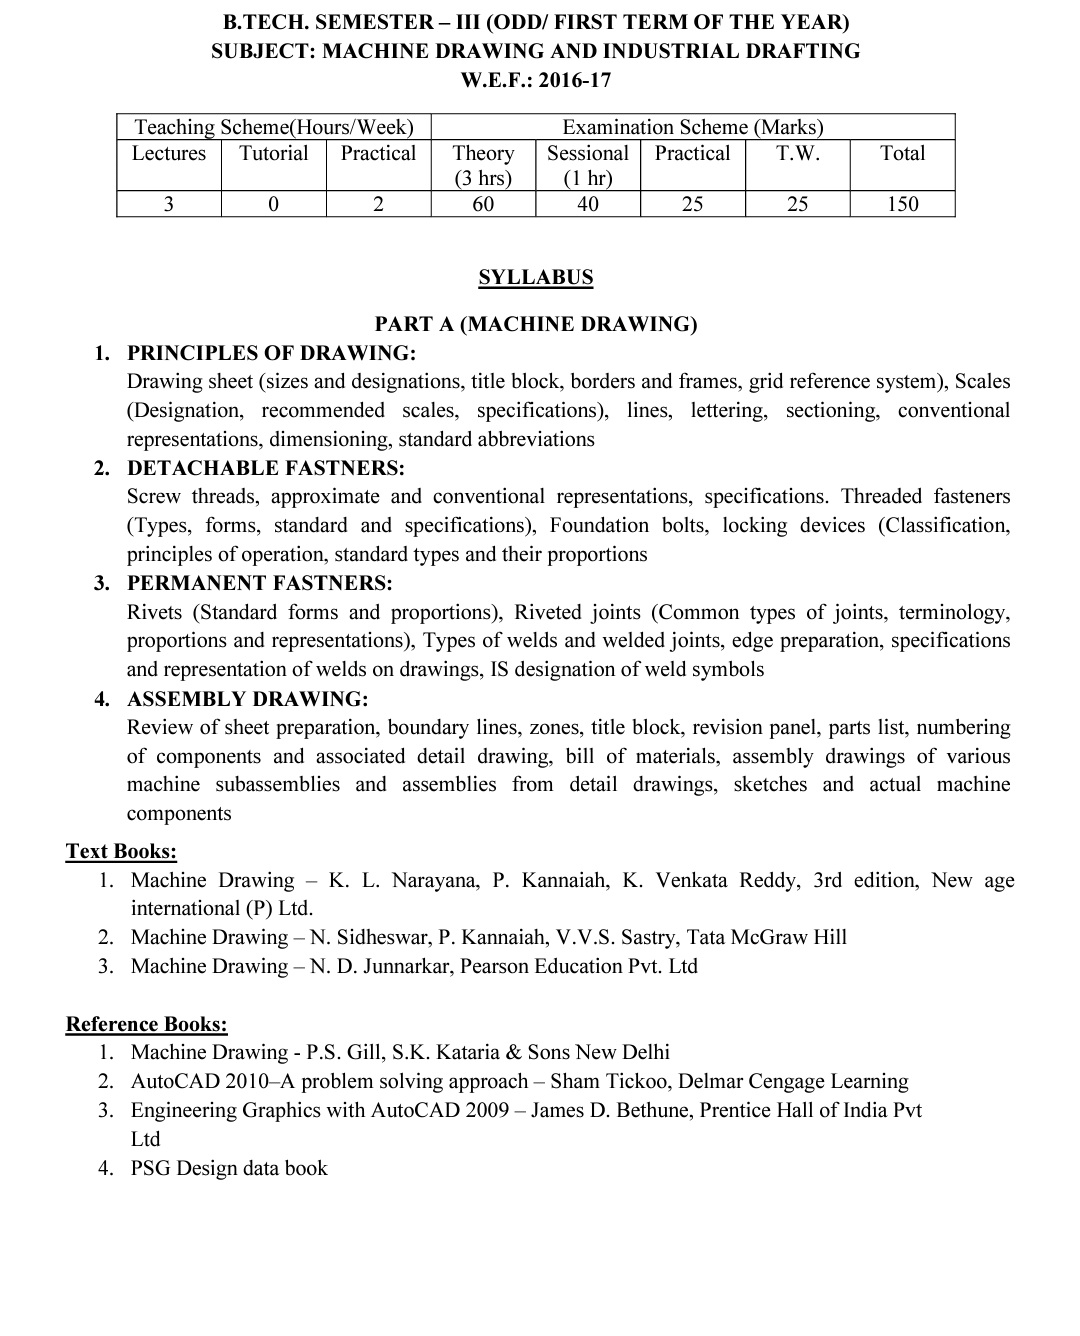 B.TECH. SEMESTER – III (ODD/ FIRST TERM OF THE YEAR)
SUBJECT: MACHINE DRAWING AND INDUSTRIAL DRAFTING
W.E.F.: 2016-17
Teaching Scheme(Hours/Week) Examination Scheme (Marks)
Lectures Tutorial Practical Theory Sessional Practical T.W. Total
(3 hrs) (1 hr)
3 0 2 60 40 25 25 150
SYLLABUS
PART A (MACHINE DRAWING)
1. PRINCIPLES OF DRAWING:
Drawing sheet (sizes and designations, title block, borders and frames, grid reference system), Scales
(Designation, recommended scales, specifications), lines, lettering, sectioning, conventional
representations, dimensioning, standard abbreviations
2. DETACHABLE FASTNERS:
Screw threads, approximate and conventional representations, specifications. Threaded fasteners
(Types, forms, standard and specifications), Foundation bolts, locking devices (Classification,
principles of operation, standard types and their proportions
3. PERMANENT FASTNERS:
Rivets (Standard forms and proportions), Riveted joints (Common types of joints, terminology,
proportions and representations), Types of welds and welded joints, edge preparation, specifications
and representation of welds on drawings, IS designation of weld symbols
4. ASSEMBLY DRAWING:
Review of sheet preparation, boundary lines, zones, title block, revision panel, parts list, numbering
of components and associated detail drawing, bill of materials, assembly drawings of various
machine subassemblies and assemblies from detail drawings, sketches and actual machine
components
Text Books:
1. Machine Drawing – K. L. Narayana, P. Kannaiah, K. Venkata Reddy, 3rd edition, New age
international (P) Ltd.
2. Machine Drawing – N. Sidheswar, P. Kannaiah, V.V.S. Sastry, Tata McGraw Hill
3. Machine Drawing – N. D. Junnarkar, Pearson Education Pvt. Ltd
Reference Books:
1. Machine Drawing - P.S. Gill, S.K. Kataria & Sons New Delhi
2. AutoCAD 2010–A problem solving approach – Sham Tickoo, Delmar Cengage Learning
3. Engineering Graphics with AutoCAD 2009 – James D. Bethune, Prentice Hall of India Pvt
Ltd
4. PSG Design data book